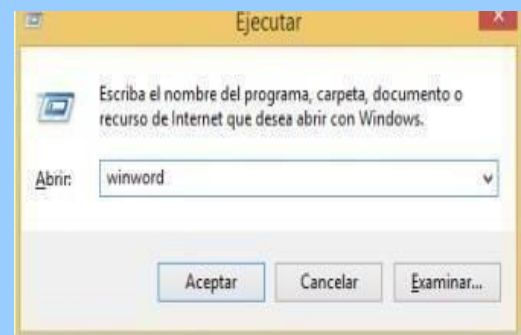 Ejecutar
Escriba el nombre del programa, carpeta, documento o
recurso de Internet que desea abrir con Windows.
Abrir: winword
Aceptar Cancelar Examinar...